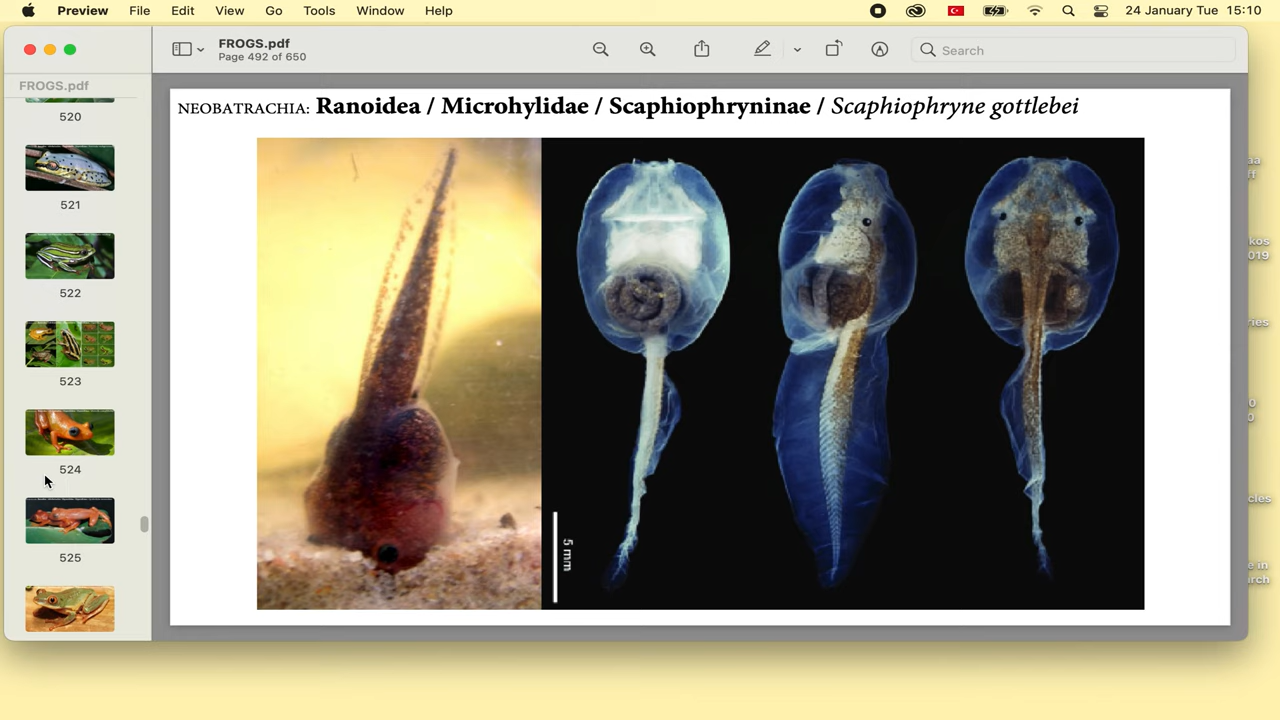 Preview File Edit View Go Tools Window Help 24 January Tue 15:10
FROGS.pdf
Page 492 of 650
Search
FROGS.pdf
520
521
522
523
524
525
NEOBATRACHIA: Ranoidea / Microhylidae / Scaphiophryninae / Scaphiophryne gottlebei
5 mm